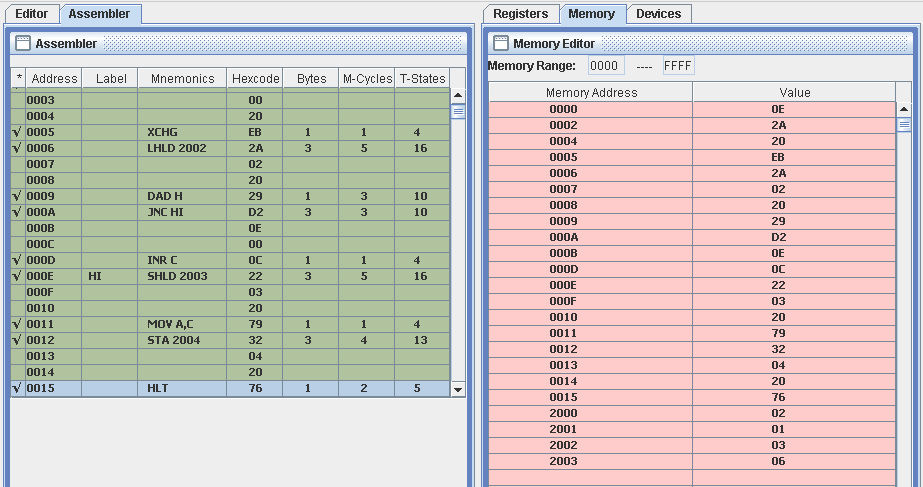 Editor Assembler
Assembler
* Address Label Mnemonics Hexcode Bytes M-Cycles T-States
0003 00
0004 20
√ 0005 XCHG EB 1 1 4
√ 0006 LHLD 2002 2A 3 5 16
0007 02
0008 20
√ 0009 DAD H 29 1 3 10
√ 000A JNC HI D2 3 3 10
000B 0E
000C 00
√ 000D INR C 0C 1 1 4
√ 000E HI SHLD 2003 22 3 5 16
000F 03
0010 20
√ 0011 MOV A,C 79 1 1 4
√ 0012 STA 2004 32 3 4 13
0013 04
0014 20
√ 0015 HLT 76 1 2 5
Registers Memory Devices
Memory Editor
Memory Range: 0000 ---- FFFF
Memory Address Value
0000 0E
0002 2A
0004 20
0005 EB
0006 2A
0007 02
0008 20
0009 29
000A D2
000B 0E
000D 0C
000E 22
000F 03
0010 20
0011 79
0012 32
0013 04
0014 20
0015 76
2000 02
2001 01
2002 03
2003 06